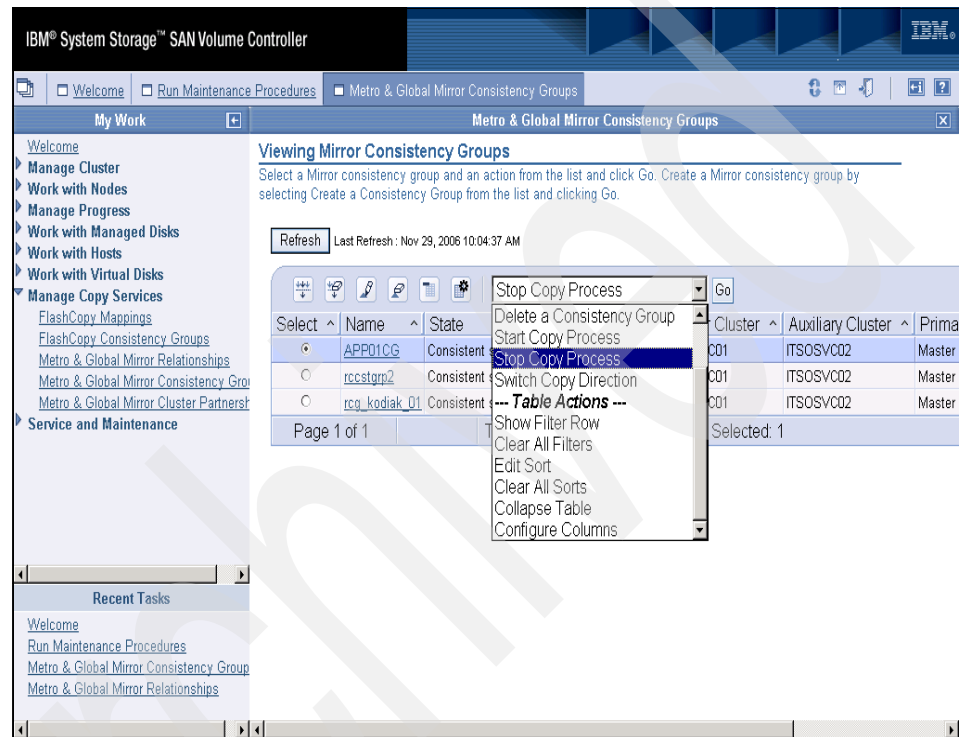 IBM® System Storage™ SAN Volume Controller
IBM®
Welcome
Run Maintenance Procedures
Metro & Global Mirror Consistency Groups
My Work
Metro & Global Mirror Consistency Groups
Welcome
Manage Cluster
Work with Nodes
Manage Progress
Work with Managed Disks
Work with Hosts
Work with Virtual Disks
Manage Copy Services
FlashCopy Mappings
FlashCopy Consistency Groups
Metro & Global Mirror Relationships
Metro & Global Mirror Consistency Grou
Metro & Global Mirror Cluster Partnersh
Service and Maintenance
Recent Tasks
Welcome
Run Maintenance Procedures
Metro & Global Mirror Consistency Group
Metro & Global Mirror Relationships
Viewing Mirror Consistency Groups
Select a Mirror consistency group and an action from the list and click Go. Create a Mirror consistency group by
selecting Create a Consistency Group from the list and clicking Go.
Refresh Last Refresh : Nov 29, 2006 10:04:37 AM
Stop Copy Process Go
Select Name State Cluster Auxiliary Cluster Prima
APP01CG Consistent s C01 ITSOSVC02 Master
rccstgrp2 Consistent s C01 ITSOSVC02 Master
rcg_kodiak_01 Consistent s C01 ITSOSVC02 Master
Page 1 of 1 T Selected: 1
Delete a Consistency Group
Start Copy Process
Stop Copy Process
Switch Copy Direction
--- Table Actions ---
Show Filter Row
Clear All Filters
Edit Sort
Clear All Sorts
Collapse Table
Configure Columns